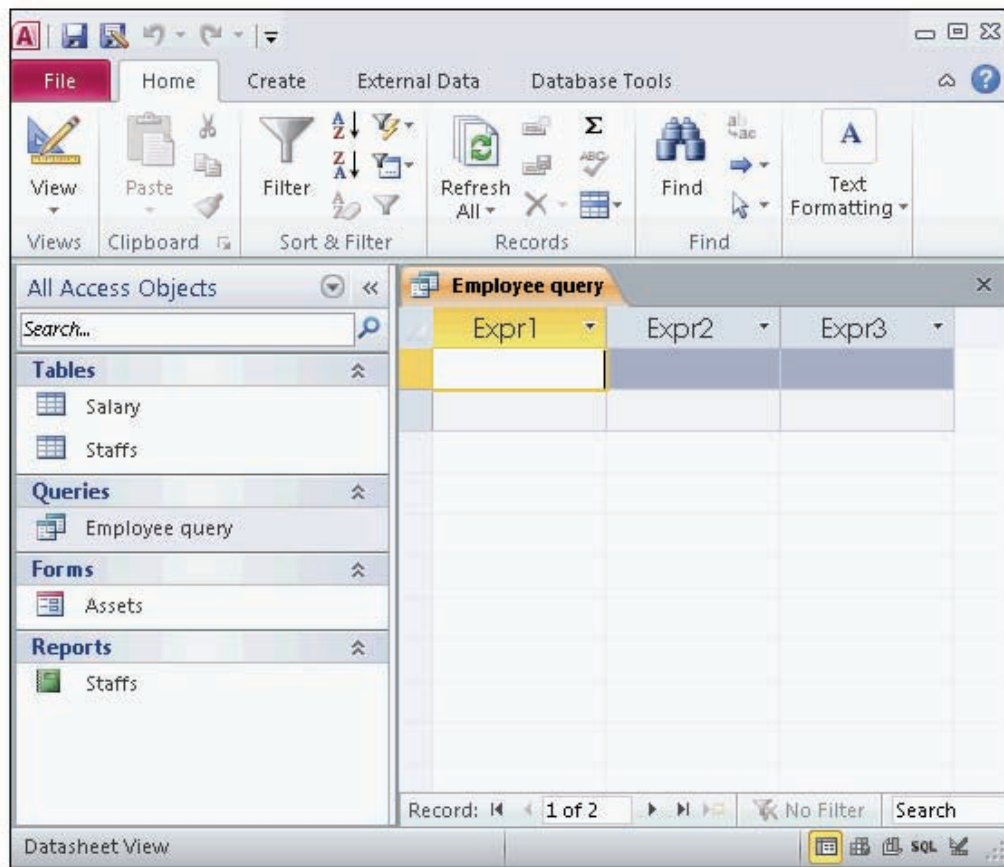 A
File Home Create External Data Database Tools
View Paste Filter Refresh All Find Text Formatting
Views Clipboard Sort & Filter Records Find
All Access Objects
Search...
Tables
Salary
Staffs
Queries
Employee query
Forms
Assets
Reports
Staffs
Employee query
Expr1 Expr2 Expr3
Record: 1 of 2 No Filter Search
Datasheet View SQL